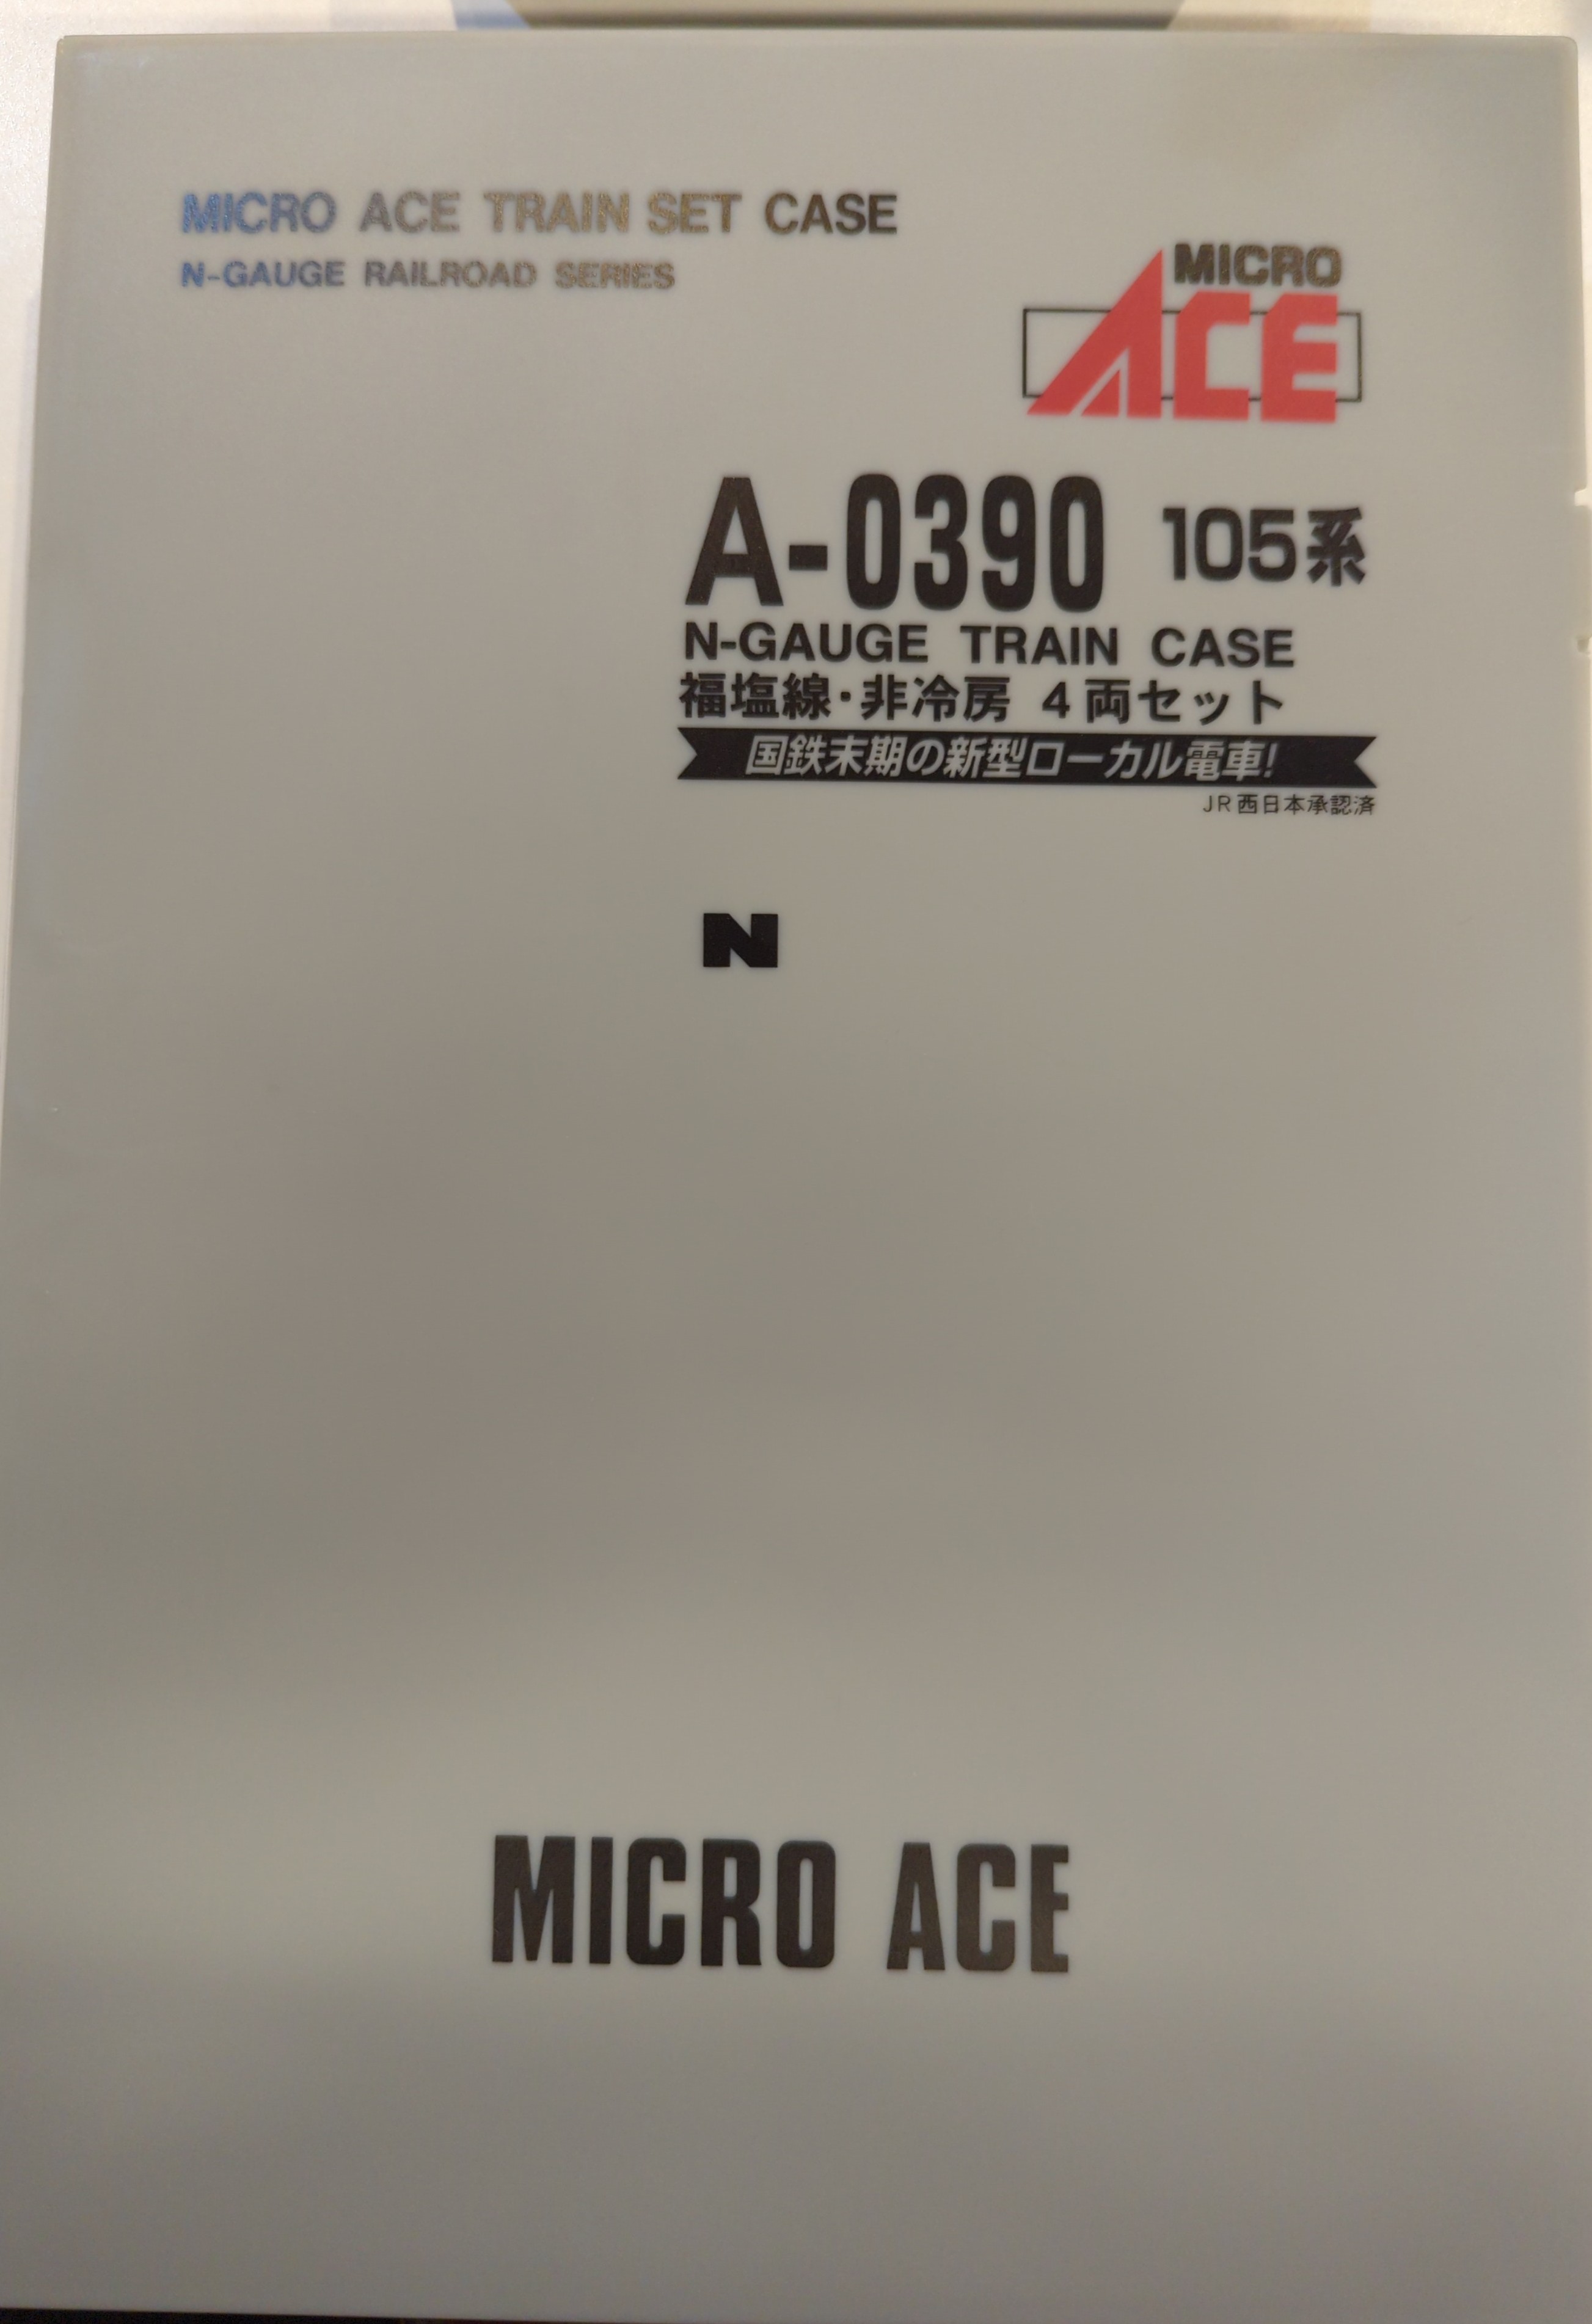 MICRO ACE TRAIN SET CASE
N-GAUGE RAILROAD SERIES
MICRO
ACE
A-0390 105系
N-GAUGE TRAIN CASE
福塩線・非冷房 4両セット
国鉄末期の新型ローカル電車!
JR西日本承認済
N
MICRO ACE